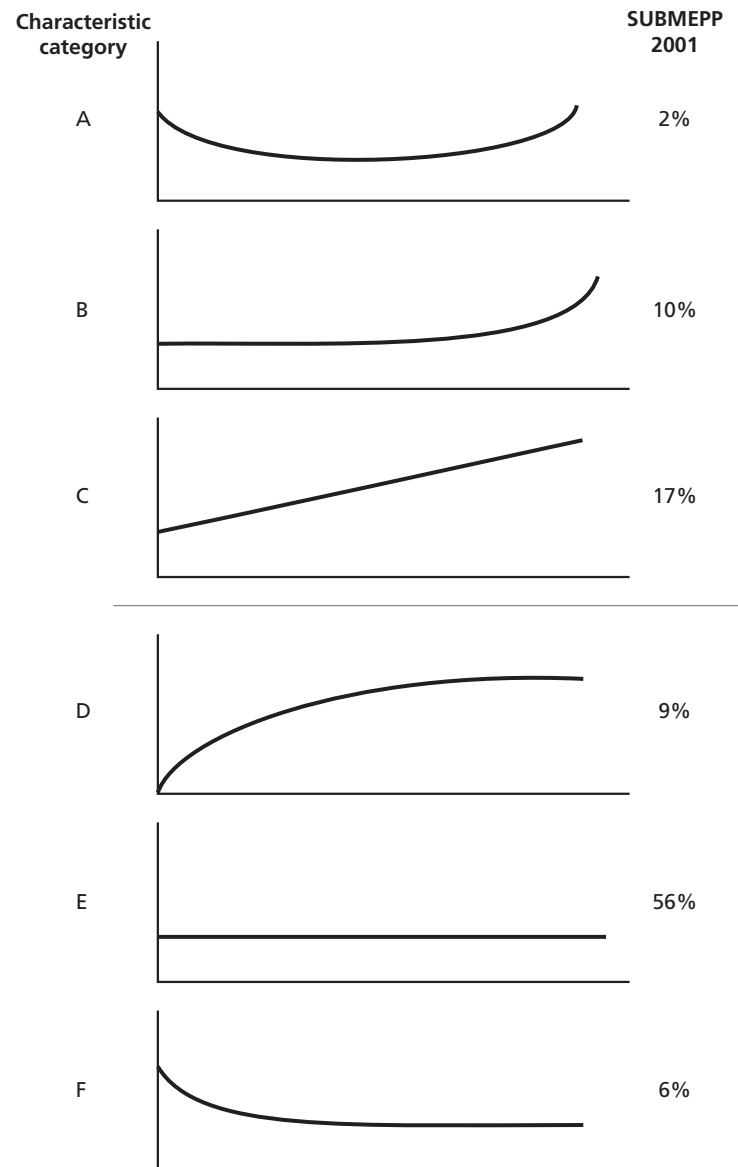 Characteristic
category
SUBMEPP
2001
A
2%
B
10%
C
17%
D
9%
E
56%
F
6%